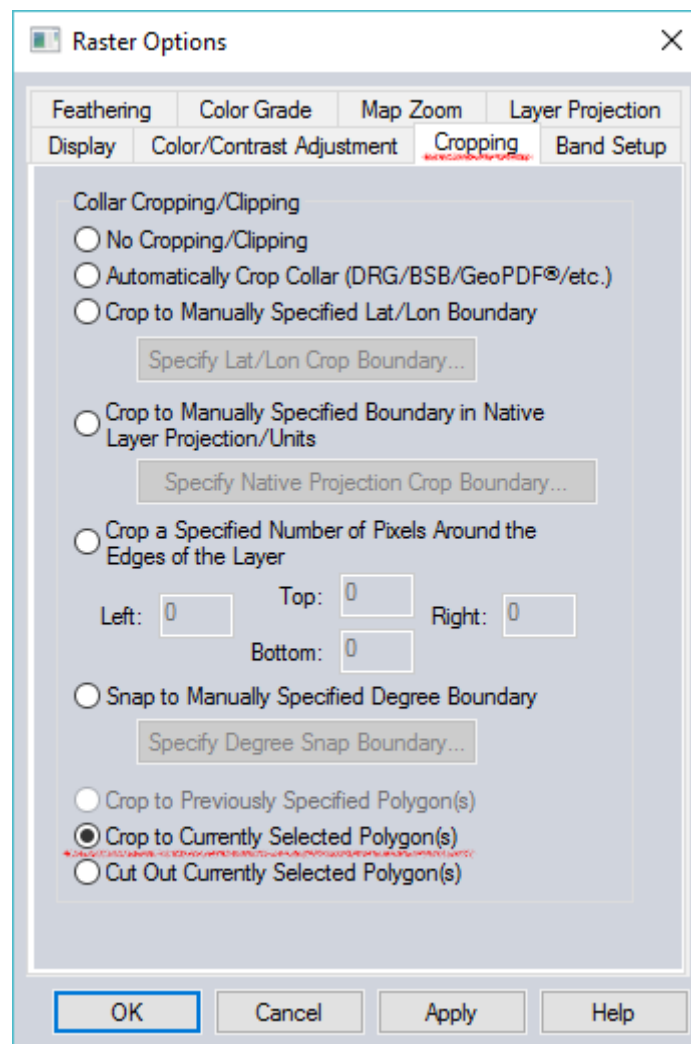 Raster Options
Feathering Color Grade Map Zoom Layer Projection
Display Color/Contrast Adjustment Cropping Band Setup
Collar Cropping/Clipping
No Cropping/Clipping
Automatically Crop Collar (DRG/BSB/GeoPDF®/etc.)
Crop to Manually Specified Lat/Lon Boundary
Specify Lat/Lon Crop Boundary...
Crop to Manually Specified Boundary in Native
Layer Projection/Units
Specify Native Projection Crop Boundary...
Crop a Specified Number of Pixels Around the
Edges of the Layer
Top: 0
Left: 0 Right: 0
Bottom: 0
Snap to Manually Specified Degree Boundary
Specify Degree Snap Boundary...
Crop to Previously Specified Polygon(s)
Crop to Currently Selected Polygon(s)
Cut Out Currently Selected Polygon(s)
OK Cancel Apply Help